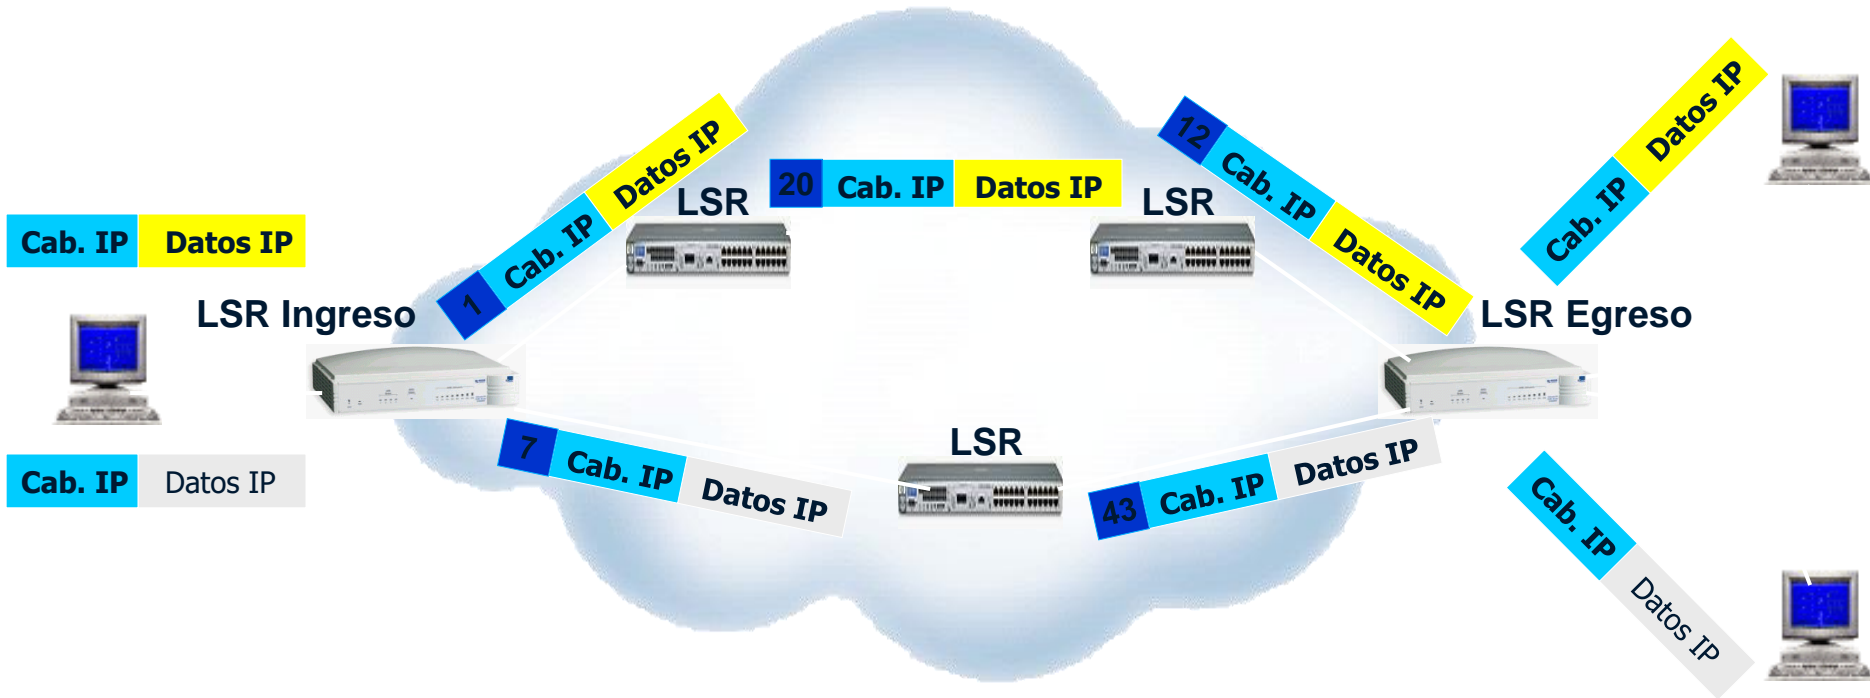 Cab. IP Datos IP
LSR Ingreso
Cab. IP Datos IP
1 Cab. IP Datos IP
LSR
20 Cab. IP Datos IP
LSR
12 Cab. IP Datos IP
LSR Egreso
Cab. IP Datos IP
7 Cab. IP Datos IP
LSR
43 Cab. IP Datos IP
Cab. IP Datos IP